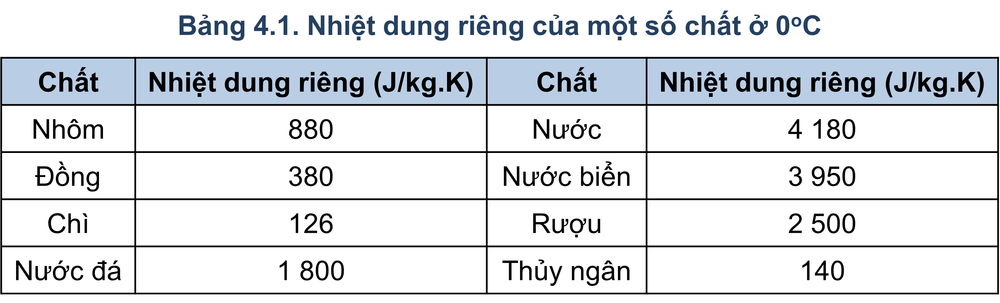 Bảng 4.1. Nhiệt dung riêng của một số chất ở 0ºC
Chất Nhiệt dung riêng (J/kg.K) Chất Nhiệt dung riêng (J/kg.K)
Nhôm 880 Nước 4 180
Đồng 380 Nước biển 3 950
Chì 126 Rượu 2 500
Nước đá 1 800 Thủy ngân 140